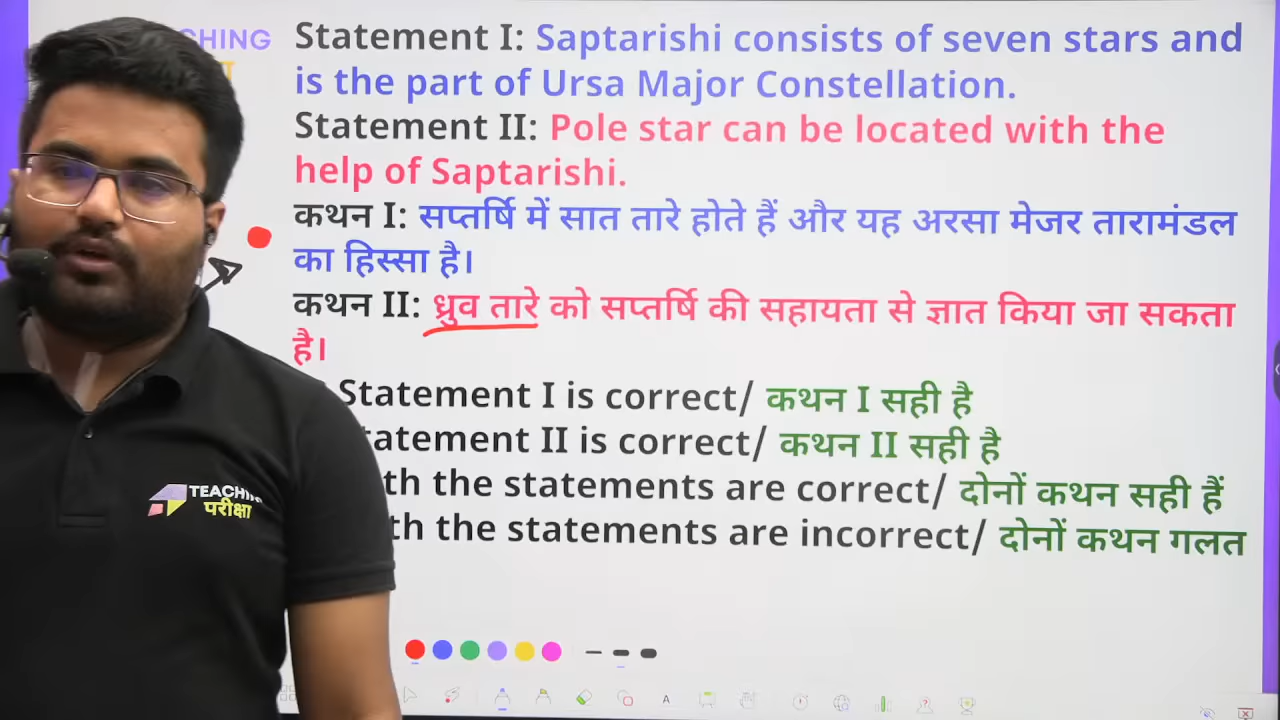 CHING
Statement I: Saptarishi consists of seven stars and
is the part of Ursa Major Constellation.
Statement II: Pole star can be located with the
help of Saptarishi.
कथन I: सप्तर्षि में सात तारे होते हैं और यह अरसा मेजर तारामंडल
का हिस्सा है।
कथन II: ध्रुव तारे को सप्तर्षि की सहायता से ज्ञात किया जा सकता
है।
Statement I is correct/ कथन I सही है
tatement II is correct/ कथन II सही है
th the statements are correct/ दोनों कथन सही हैं
th the statements are incorrect/ दोनों कथन गलत
TEACHIN
परीक्षा
A